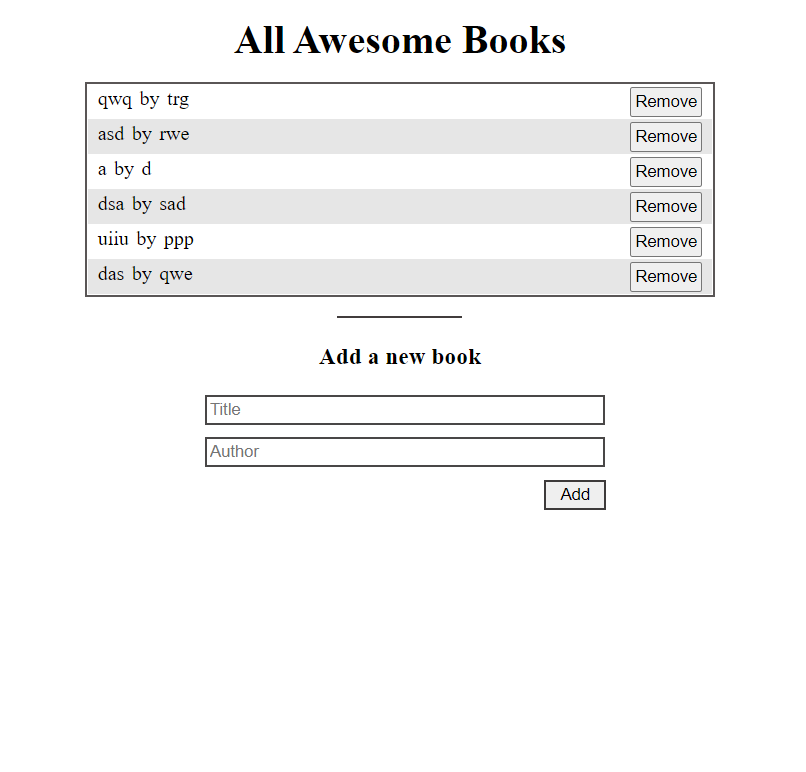 All Awesome Books
qwq by trg Remove
asd by rwe Remove
a by d Remove
dsa by sad Remove
uiiu by ppp Remove
das by qwe Remove
Add a new book
Title
Author
Add